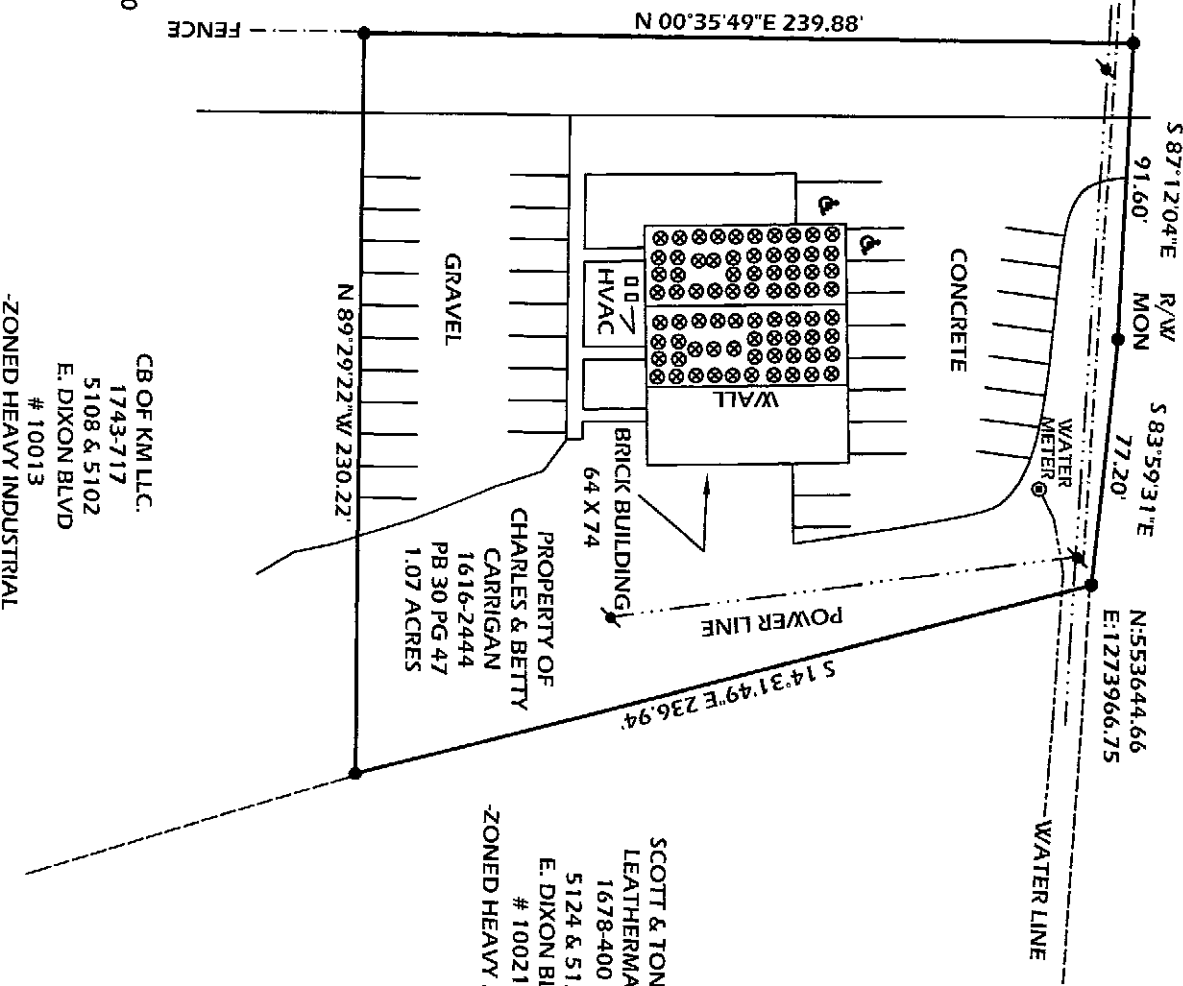 N 00°35'49"E 239.88'
FENCE
S 87°12'04"E R/W
91.60' MON
S 83°59'31"E
77.20'
N:553644.66
E:1273966.75
CONCRETE
WATER
METER
WATER LINE
GRAVEL
HVAC
WALL
BRICK BUILDING
64 X 74
POWER LINE
S 14°31'49"E 236.94'
N 89°29'22"W 230.22'
PROPERTY OF
CHARLES & BETTY
CARRIGAN
1616-2444
PB 30 PG 47
1.07 ACRES
CB OF KM LLC.
1743-717
5108 & 5102
E. DIXON BLVD
# 10013
-ZONED HEAVY INDUSTRIAL
SCOTT & TON
LEATHERMA
1678-400
5124 & 51
E. DIXON BL
# 10021
-ZONED HEAVY